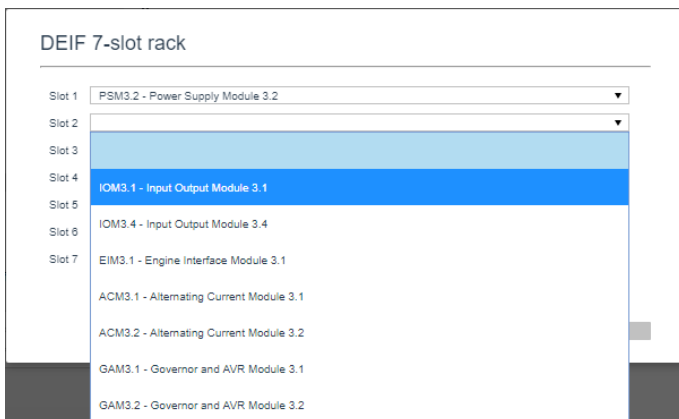 DEIF 7-slot rack
Slot 1 PSM3.2 - Power Supply Module 3.2
Slot 2
Slot 3
Slot 4
IOM3.1 - Input Output Module 3.1
Slot 5
Slot 6
IOM3.4 - Input Output Module 3.4
Slot 7
EIM3.1 - Engine Interface Module 3.1
ACM3.1 - Alternating Current Module 3.1
ACM3.2 - Alternating Current Module 3.2
GAM3.1 - Governor and AVR Module 3.1
GAM3.2 - Governor and AVR Module 3.2